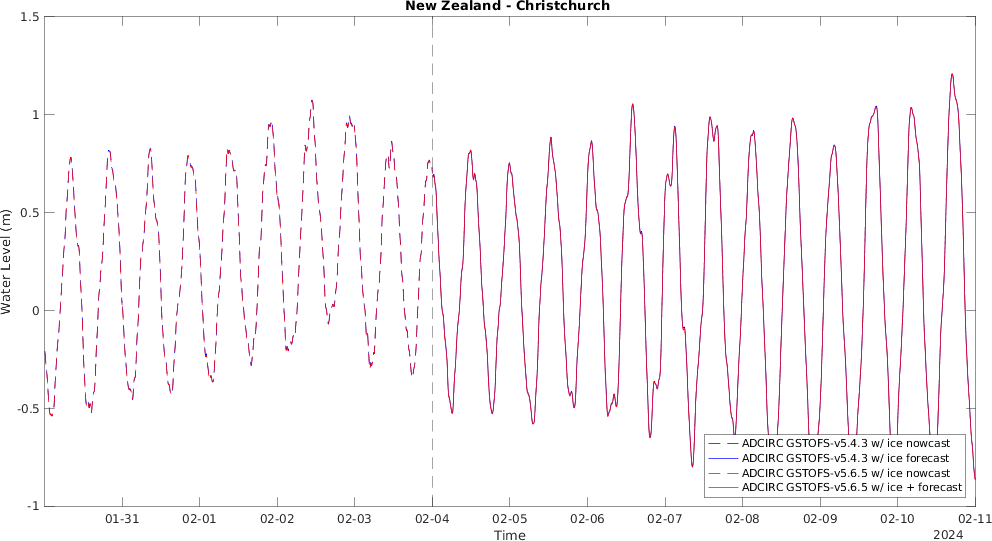 New Zealand - Christchurch
Water Level (m)
1.5
1
0.5
0
-0.5
-1
ADCIRC GSTOFS-v5.4.3 w/ ice nowcast
ADCIRC GSTOFS-v5.4.3 w/ ice forecast
ADCIRC GSTOFS-v5.6.5 w/ ice nowcast
ADCIRC GSTOFS-v5.6.5 w/ ice + forecast
01-31 02-01 02-02 02-03 02-04 02-05 02-06 02-07 02-08 02-09 02-10 02-11
Time
2024